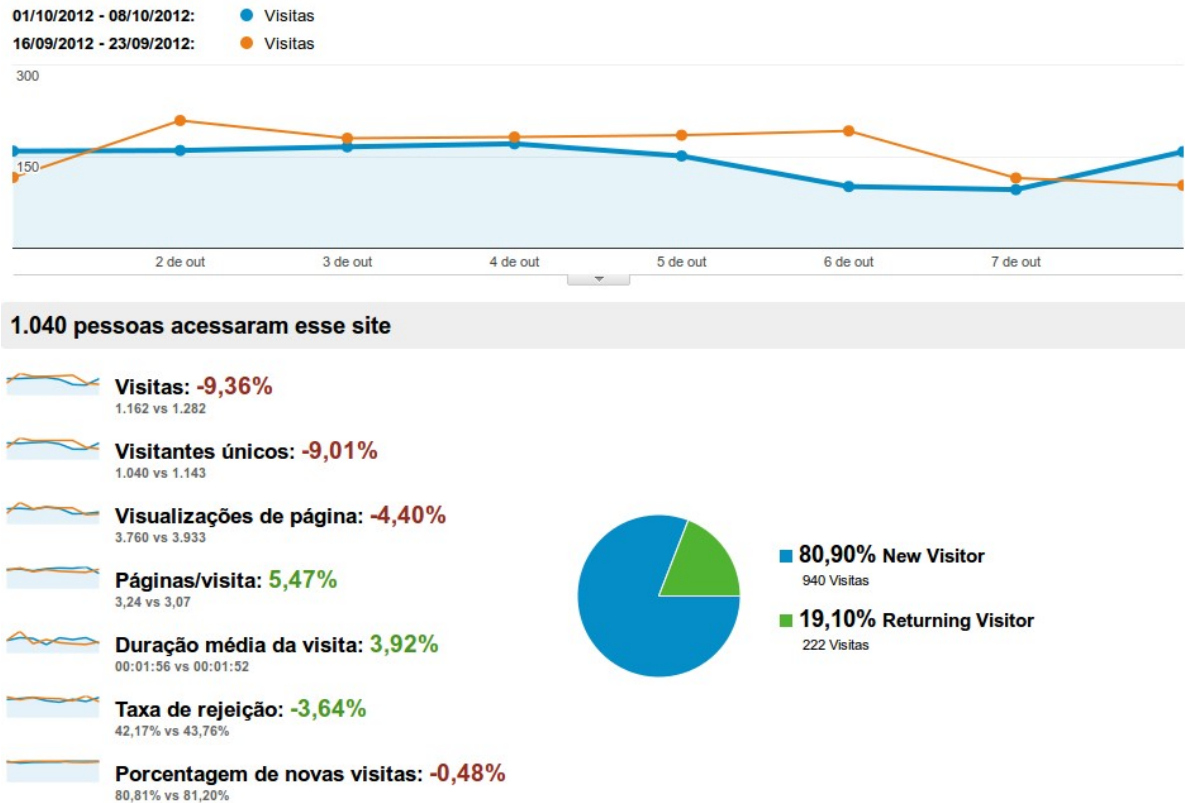 01/10/2012 - 08/10/2012: Visitas
16/09/2012 - 23/09/2012: Visitas
300
150
2 de out 3 de out 4 de out 5 de out 6 de out 7 de out
1.040 pessoas acessaram esse site
Visitas: -9,36%
1.162 vs 1.282
Visitantes únicos: -9,01%
1.040 vs 1.143
Visualizações de página: -4,40%
3.760 vs 3.933
Páginas/visita: 5,47%
3,24 vs 3,07
Duração média da visita: 3,92%
00:01:56 vs 00:01:52
Taxa de rejeição: -3,64%
42,17% vs 43,76%
Porcentagem de novas visitas: -0,48%
80,81% vs 81,20%
80,90% New Visitor
940 Visitas
19,10% Returning Visitor
222 Visitas